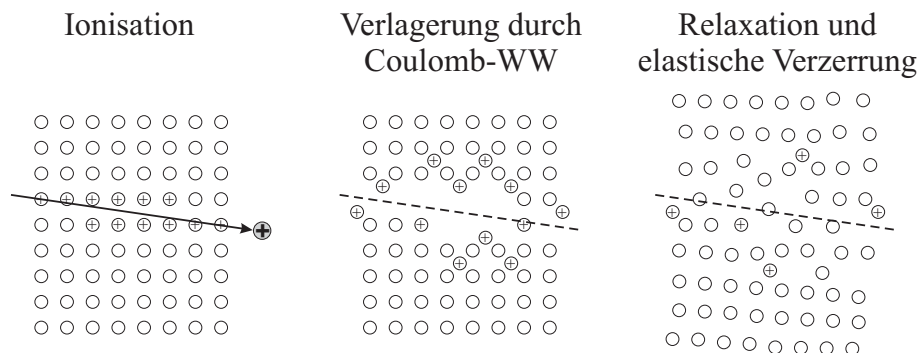 Ionisation
Verlagerung durch
Coulomb-WW
Relaxation und
elastische Verzerrung